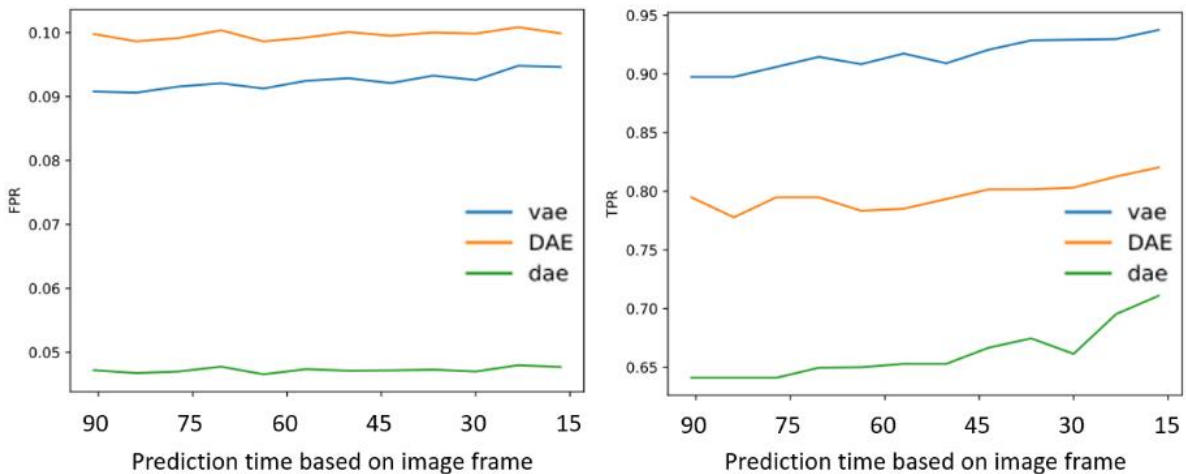 0.10
0.09
0.08
0.07
0.06
0.05
FPR
vae
DAE
dae
90 75 60 45 30 15
Prediction time based on image frame
0.95
0.90
0.85
0.80
0.75
0.70
0.65
TPR
vae
DAE
dae
90 75 60 45 30 15
Prediction time based on image frame